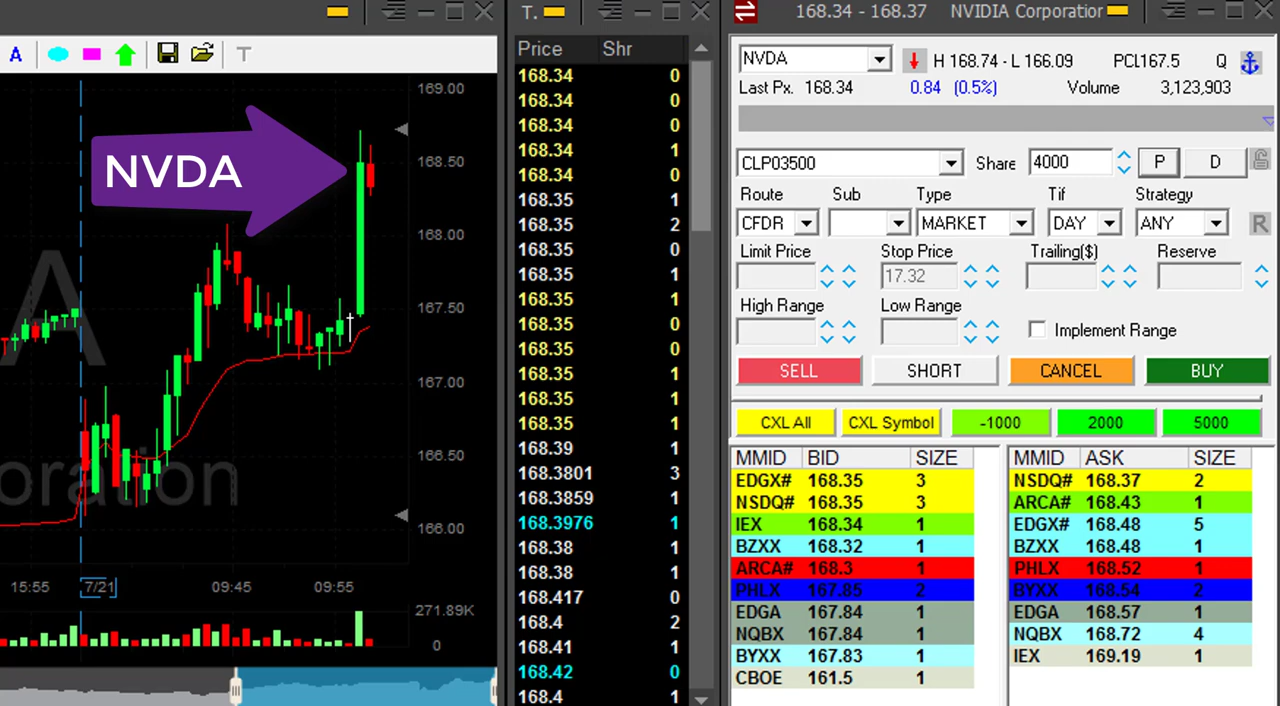 T.
168.34 - 168.37 NVIDIA Corporation
A
T
NVDA
169.00
168.50
168.00
167.50
167.00
166.50
166.00
A
oration
15:55 7/21 09:45 09:55
271.89K
0
Price Shr
168.34 0
168.34 0
168.34 0
168.34 1
168.34 0
168.35 1
168.35 2
168.35 0
168.35 1
168.35 1
168.35 0
168.35 0
168.35 1
168.35 1
168.35 1
168.39 1
168.3801 3
168.3859 1
168.3976 1
168.38 1
168.38 1
168.417 0
168.4 2
168.41 1
168.42 0
168.4 1
NVDA H 168.74 - L 166.09 PCL167.5 Q
Last Px. 168.34 0.84 (0.5%) Volume 3,123,903
CLP03500 Share 4000 P D
Route Sub Type Tif Strategy
CFDR MARKET DAY ANY R
Limit Price Stop Price Trailing($) Reserve
17.32
High Range Low Range
Implement Range
SELL SHORT CANCEL BUY
CXL All CXL Symbol -1000 2000 5000
MMID BID SIZE
EDGX# 168.35 3
NSDQ# 168.35 3
IEX 168.34 1
BZXX 168.32 1
ARCA# 168.3 1
PHLX 167.85 2
EDGA 167.84 1
NQBX 167.84 1
BYXX 167.83 1
CBOE 161.5 1
MMID ASK SIZE
NSDQ# 168.37 2
ARCA# 168.43 1
EDGX# 168.48 5
BZXX 168.48 1
PHLX 168.52 1
BYXX 168.54 2
EDGA 168.57 1
NQBX 168.72 4
IEX 169.19 1